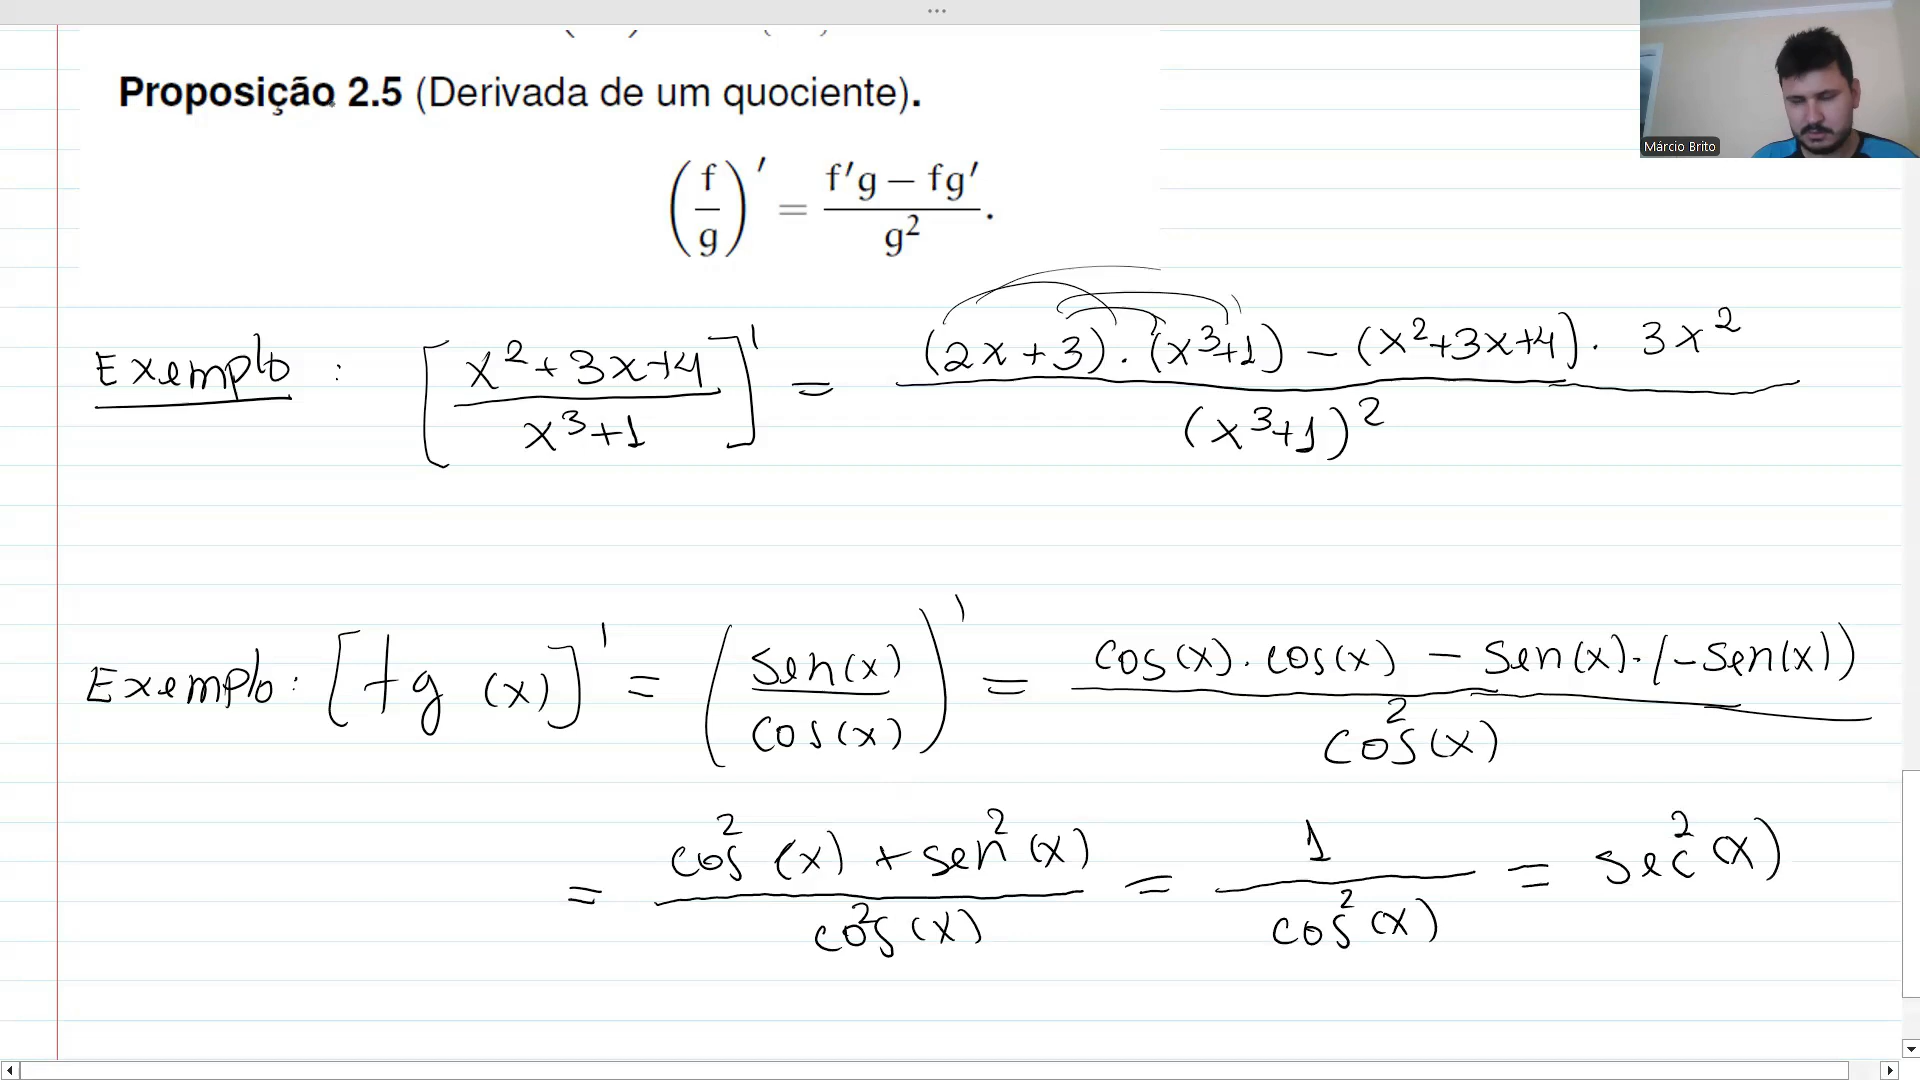 Proposição 2.5 (Derivada de um quociente).
(f/g)′ = (f′g − fg′)/g².
Exemplo : [(x²+3x+4)/(x³+1)]' = ((2x+3)·(x³+1) − (x²+3x+4)· 3x²)/(x³+1)²
Exemplo: [tg (x)]' = (sen(x)/cos(x))' = (cos(x)·cos(x) − sen(x)·(−sen(x)))/cos²(x)
= (cos²(x) + sen²(x))/cos²(x) = 1/cos²(x) = sec²(x)
Márcio Brito